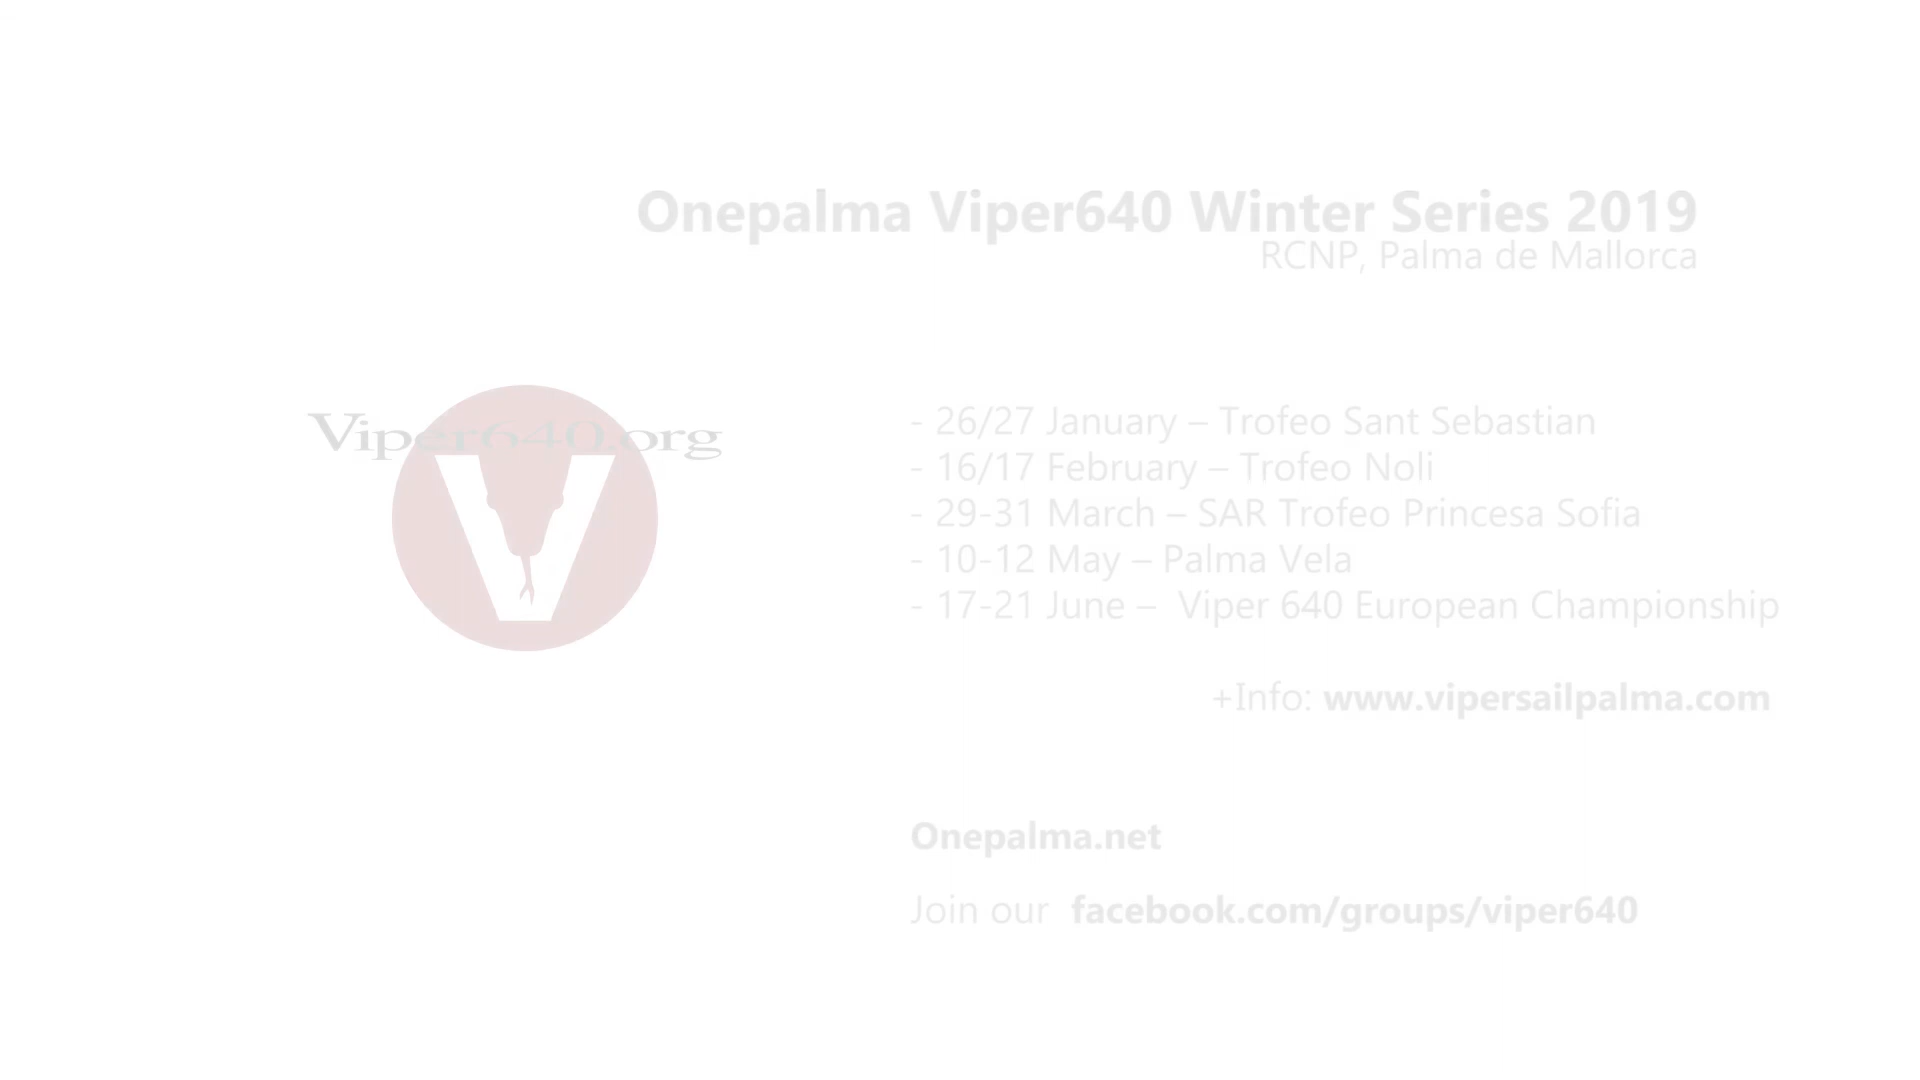 Onepalma Viper640 Winter Series 2019
RCNP, Palma de Mallorca
Viper640.org
- 26/27 January – Trofeo Sant Sebastian
- 16/17 February – Trofeo Noli
- 29-31 March – SAR Trofeo Princesa Sofia
- 10-12 May – Palma Vela
- 17-21 June – Viper 640 European Championship
+Info: www.vipersailpalma.com
Onepalma.net
Join our facebook.com/groups/viper640